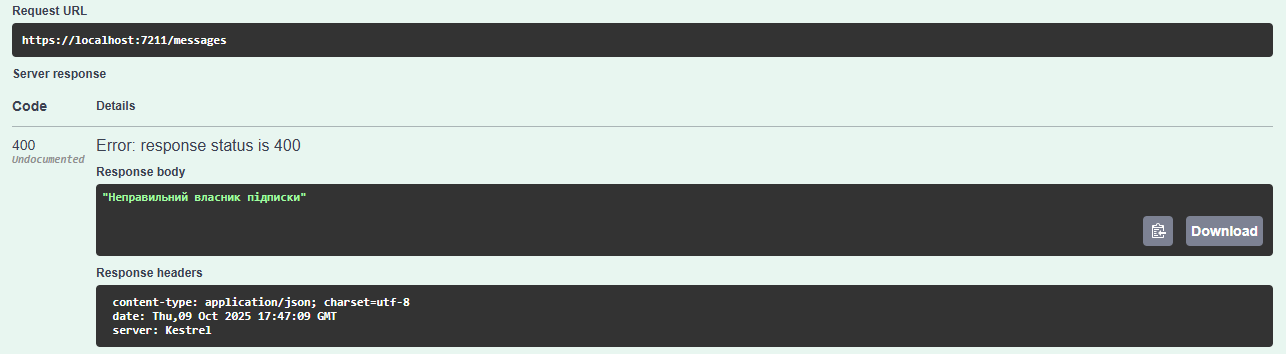 Request URL
https://localhost:7211/messages
Server response
Code Details
400 Error: response status is 400
Undocumented
Response body
"Неправильний власник підписки"
Download
Response headers
content-type: application/json; charset=utf-8
date: Thu,09 Oct 2025 17:47:09 GMT
server: Kestrel